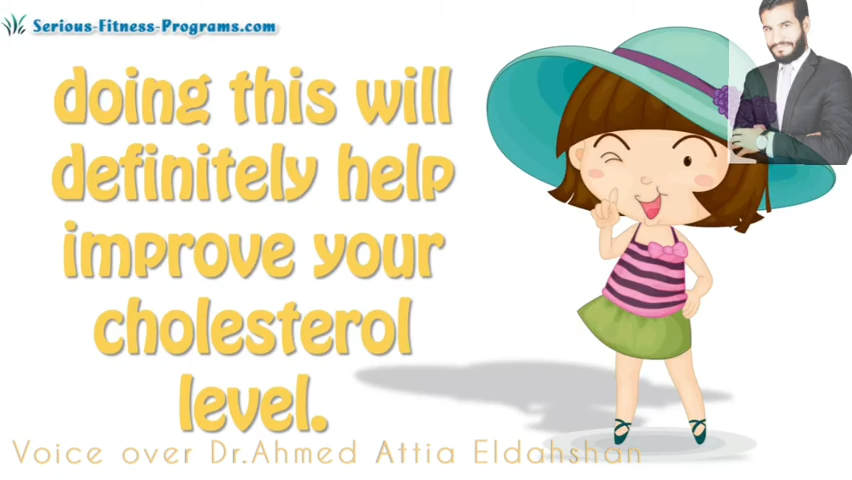 Serious-Fitness-Programs.com
doing this will
definitely help
improve your
cholesterol
level.
Voice over Dr.Ahmed Attia Eldahshan